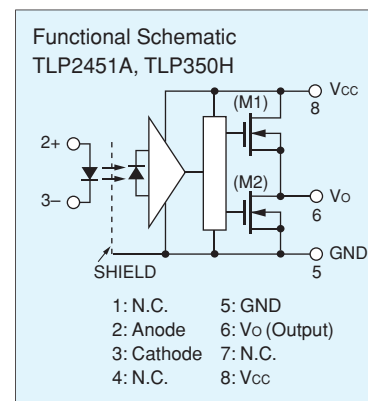 Functional Schematic
TLP2451A, TLP350H
(M1)
Vcc
8
2+
3–
(M2)
Vo
6
GND
5
SHIELD
1: N.C. 5: GND
2: Anode 6: Vo (Output)
3: Cathode 7: N.C.
4: N.C. 8: Vcc